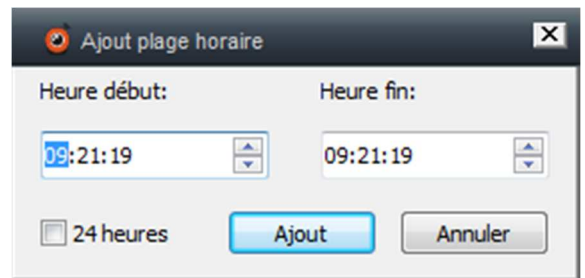 Ajout plage horaire
Heure début: Heure fin:
09:21:19 09:21:19
24 heures Ajout Annuler